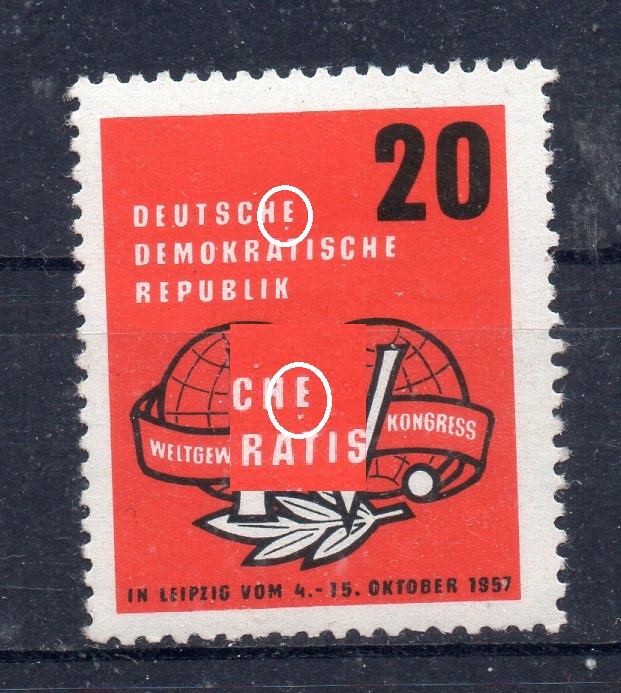 20
DEUTSCHE
DEMOKRATISCHE
REPUBLIK
CHE
RATIS
WELTGEW
KONGRESS
IN LEIPZIG VOM 4.-15. OKTOBER 1957